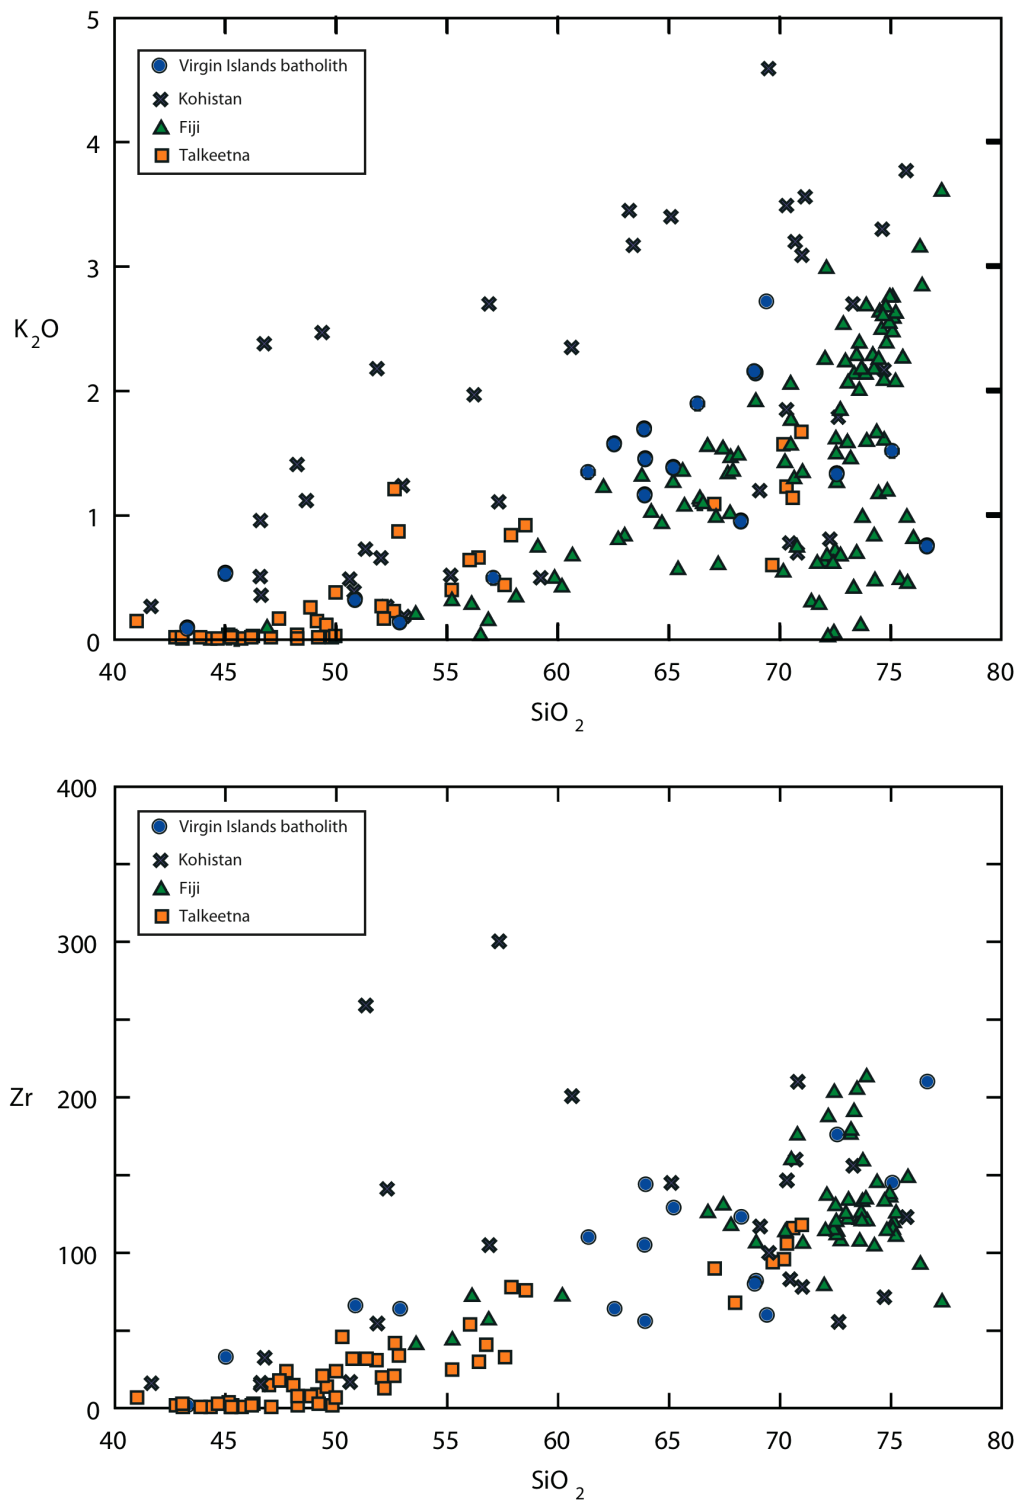 5
Virgin Islands batholith
Kohistan
Fiji
Talkeetna
4
3
K2O
2
1
0
40 45 50 55 60 65 70 75 80
SiO2
400
Virgin Islands batholith
Kohistan
Fiji
Talkeetna
300
Zr
200
100
0
40 45 50 55 60 65 70 75 80
SiO2